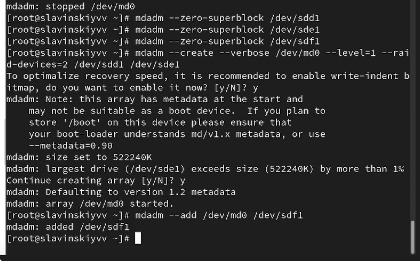 mdadm: stopped /dev/md0
[root@slavinskiyvv ~]# mdadm --zero-superblock /dev/sdd1
[root@slavinskiyvv ~]# mdadm --zero-superblock /dev/sde1
[root@slavinskiyvv ~]# mdadm --zero-superblock /dev/sdf1
[root@slavinskiyvv ~]# mdadm --create --verbose /dev/md0 --level=1 --rai
d-devices=2 /dev/sdd1 /dev/sde1
To optimalize recovery speed, it is recommended to enable write-indent b
itmap, do you want to enable it now? [y/N]? y
mdadm: Note: this array has metadata at the start and
    may not be suitable as a boot device.  If you plan to
    store '/boot' on this device please ensure that
    your boot loader understands md/v1.x metadata, or use
    --metadata=0.90
mdadm: size set to 522240K
mdadm: largest drive (/dev/sde1) exceeds size (522240K) by more than 1%
Continue creating array [y/N]? y
mdadm: Defaulting to version 1.2 metadata
mdadm: array /dev/md0 started.
[root@slavinskiyvv ~]# mdadm --add /dev/md0 /dev/sdf1
mdadm: added /dev/sdf1
[root@slavinskiyvv ~]#